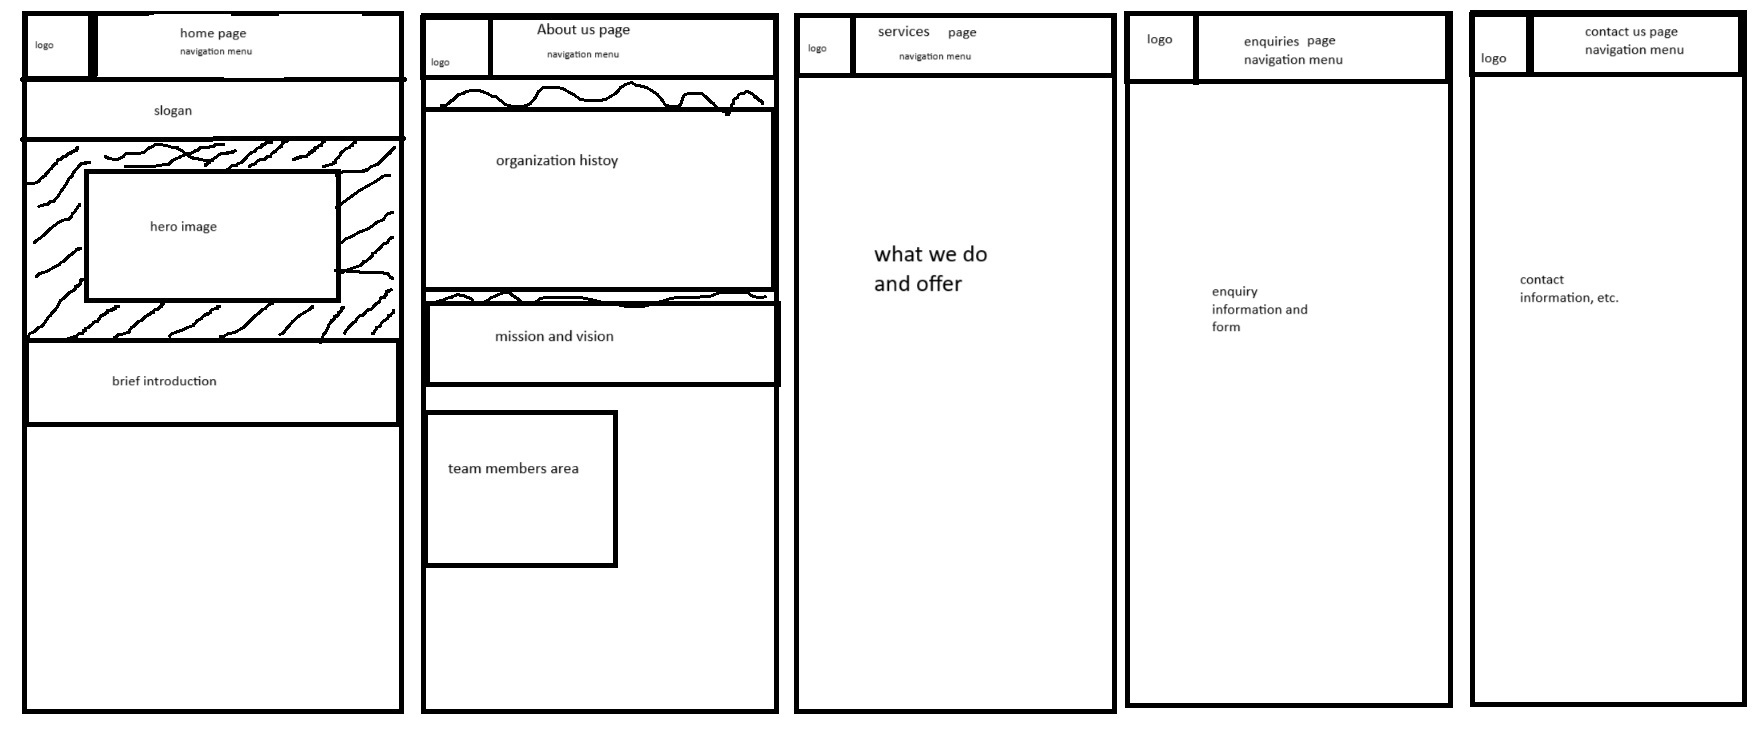 logo
home page
navigation menu
slogan
hero image
brief introduction
logo
About us page
navigation menu
organization histoy
mission and vision
team members area
logo
services page
navigation menu
what we do
and offer
logo
enquiries page
navigation menu
enquiry
information and
form
logo
contact us page
navigation menu
contact
information, etc.